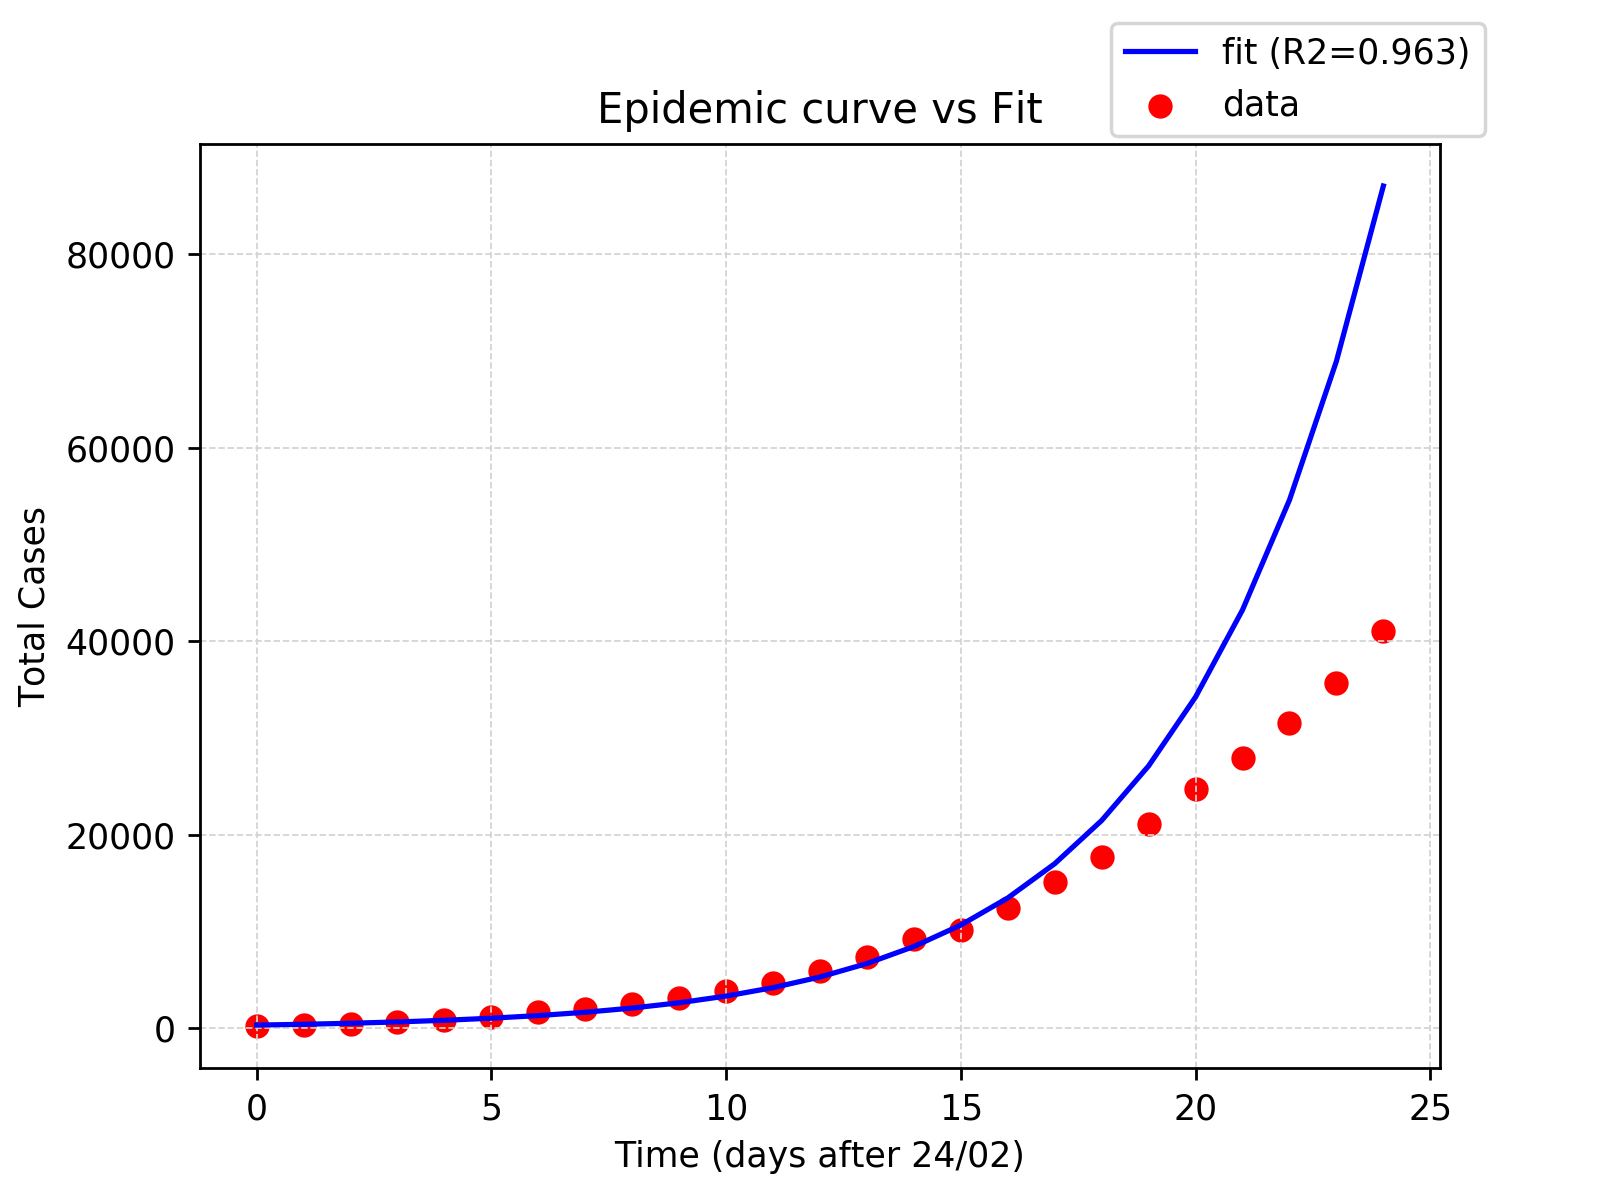 fit (R2=0.963)
data
Epidemic curve vs Fit
80000
60000
40000
20000
0
Total Cases
0 5 10 15 20 25
Time (days after 24/02)